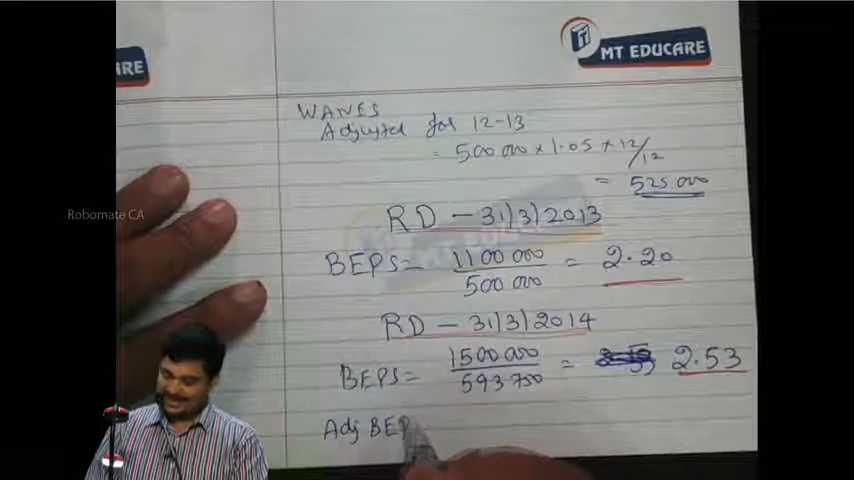 ARE
MT EDUCARE
WANES
Adjusted for 12-13
= 500 000 × 1.05 × 12/12
= 525 000
Robomate CA
RD - 31/3/2013
BEPS = 1100 000 / 500 000 = 2.20
RD - 31/3/2014
BEPS = 1500 000 / 593 750 = 2.53
Adj BEP